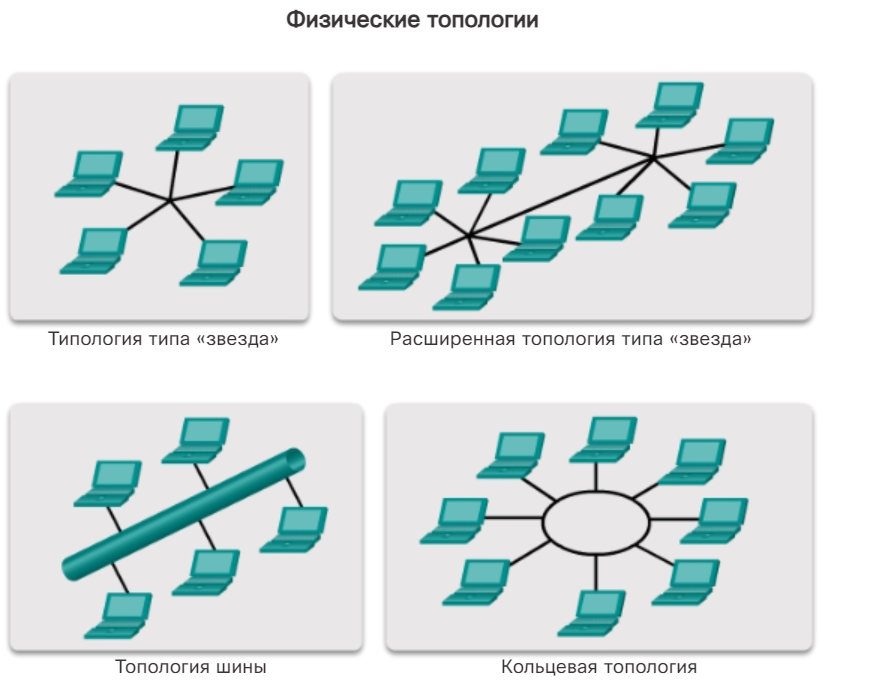 Физические топологии
Типология типа «звезда»
Расширенная топология типа «звезда»
Топология шины
Кольцевая топология